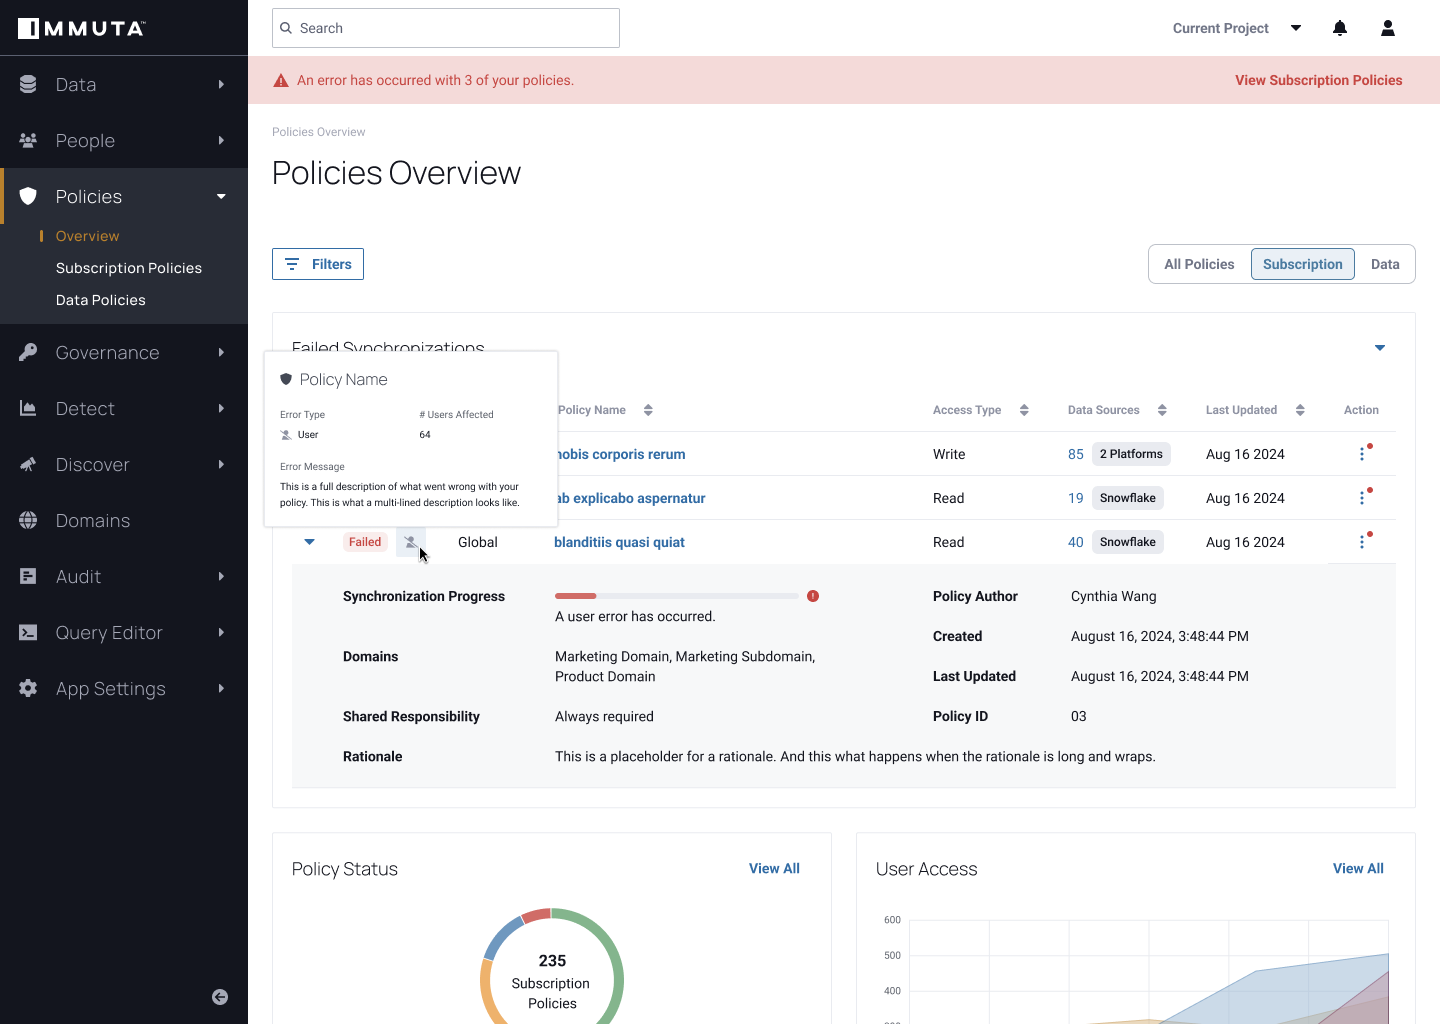 IMMUTA™
Search
Current Project
An error has occurred with 3 of your policies.
View Subscription Policies
Data
People
Policies
Overview
Subscription Policies
Data Policies
Governance
Detect
Discover
Domains
Audit
Query Editor
App Settings
Policies Overview
Policies Overview
Filters
All Policies
Subscription
Data
Failed Synchronizations
Policy Name
Error Type
# Users Affected
User
64
Error Message
This is a full description of what went wrong with your
policy. This is what a multi-lined description looks like.
Policy Name
Access Type
Data Sources
Last Updated
Action
nobis corporis rerum
Write
85
2 Platforms
Aug 16 2024
ab explicabo aspernatur
Read
19
Snowflake
Aug 16 2024
Failed
Global
blanditiis quasi quiat
Read
40
Snowflake
Aug 16 2024
Synchronization Progress
A user error has occurred.
Policy Author
Cynthia Wang
Created
August 16, 2024, 3:48:44 PM
Domains
Marketing Domain, Marketing Subdomain,
Product Domain
Last Updated
August 16, 2024, 3:48:44 PM
Shared Responsibility
Always required
Policy ID
03
Rationale
This is a placeholder for a rationale. And this what happens when the rationale is long and wraps.
Policy Status
View All
235
Subscription
Policies
User Access
View All
600
500
400